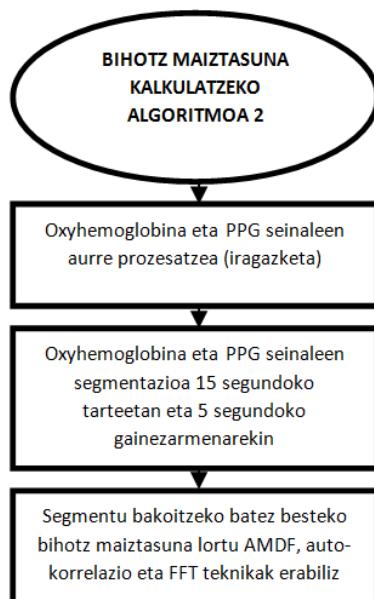 BIHOTZ MAIZTASUNA
KALKULATZEKO
ALGORITMOA 2
Oxyhemoglobina eta PPG seinaleen
aurre prozesatzea (iragazketa)
Oxyhemoglobina eta PPG seinaleen
segmentazioa 15 segundoko
tarteetan eta 5 segundoko
gainezarmenarekin
Segmentu bakoitzeko batez besteko
bihotz maiztasuna lortu AMDF, auto-
korrelazio eta FFT teknikak erabiliz